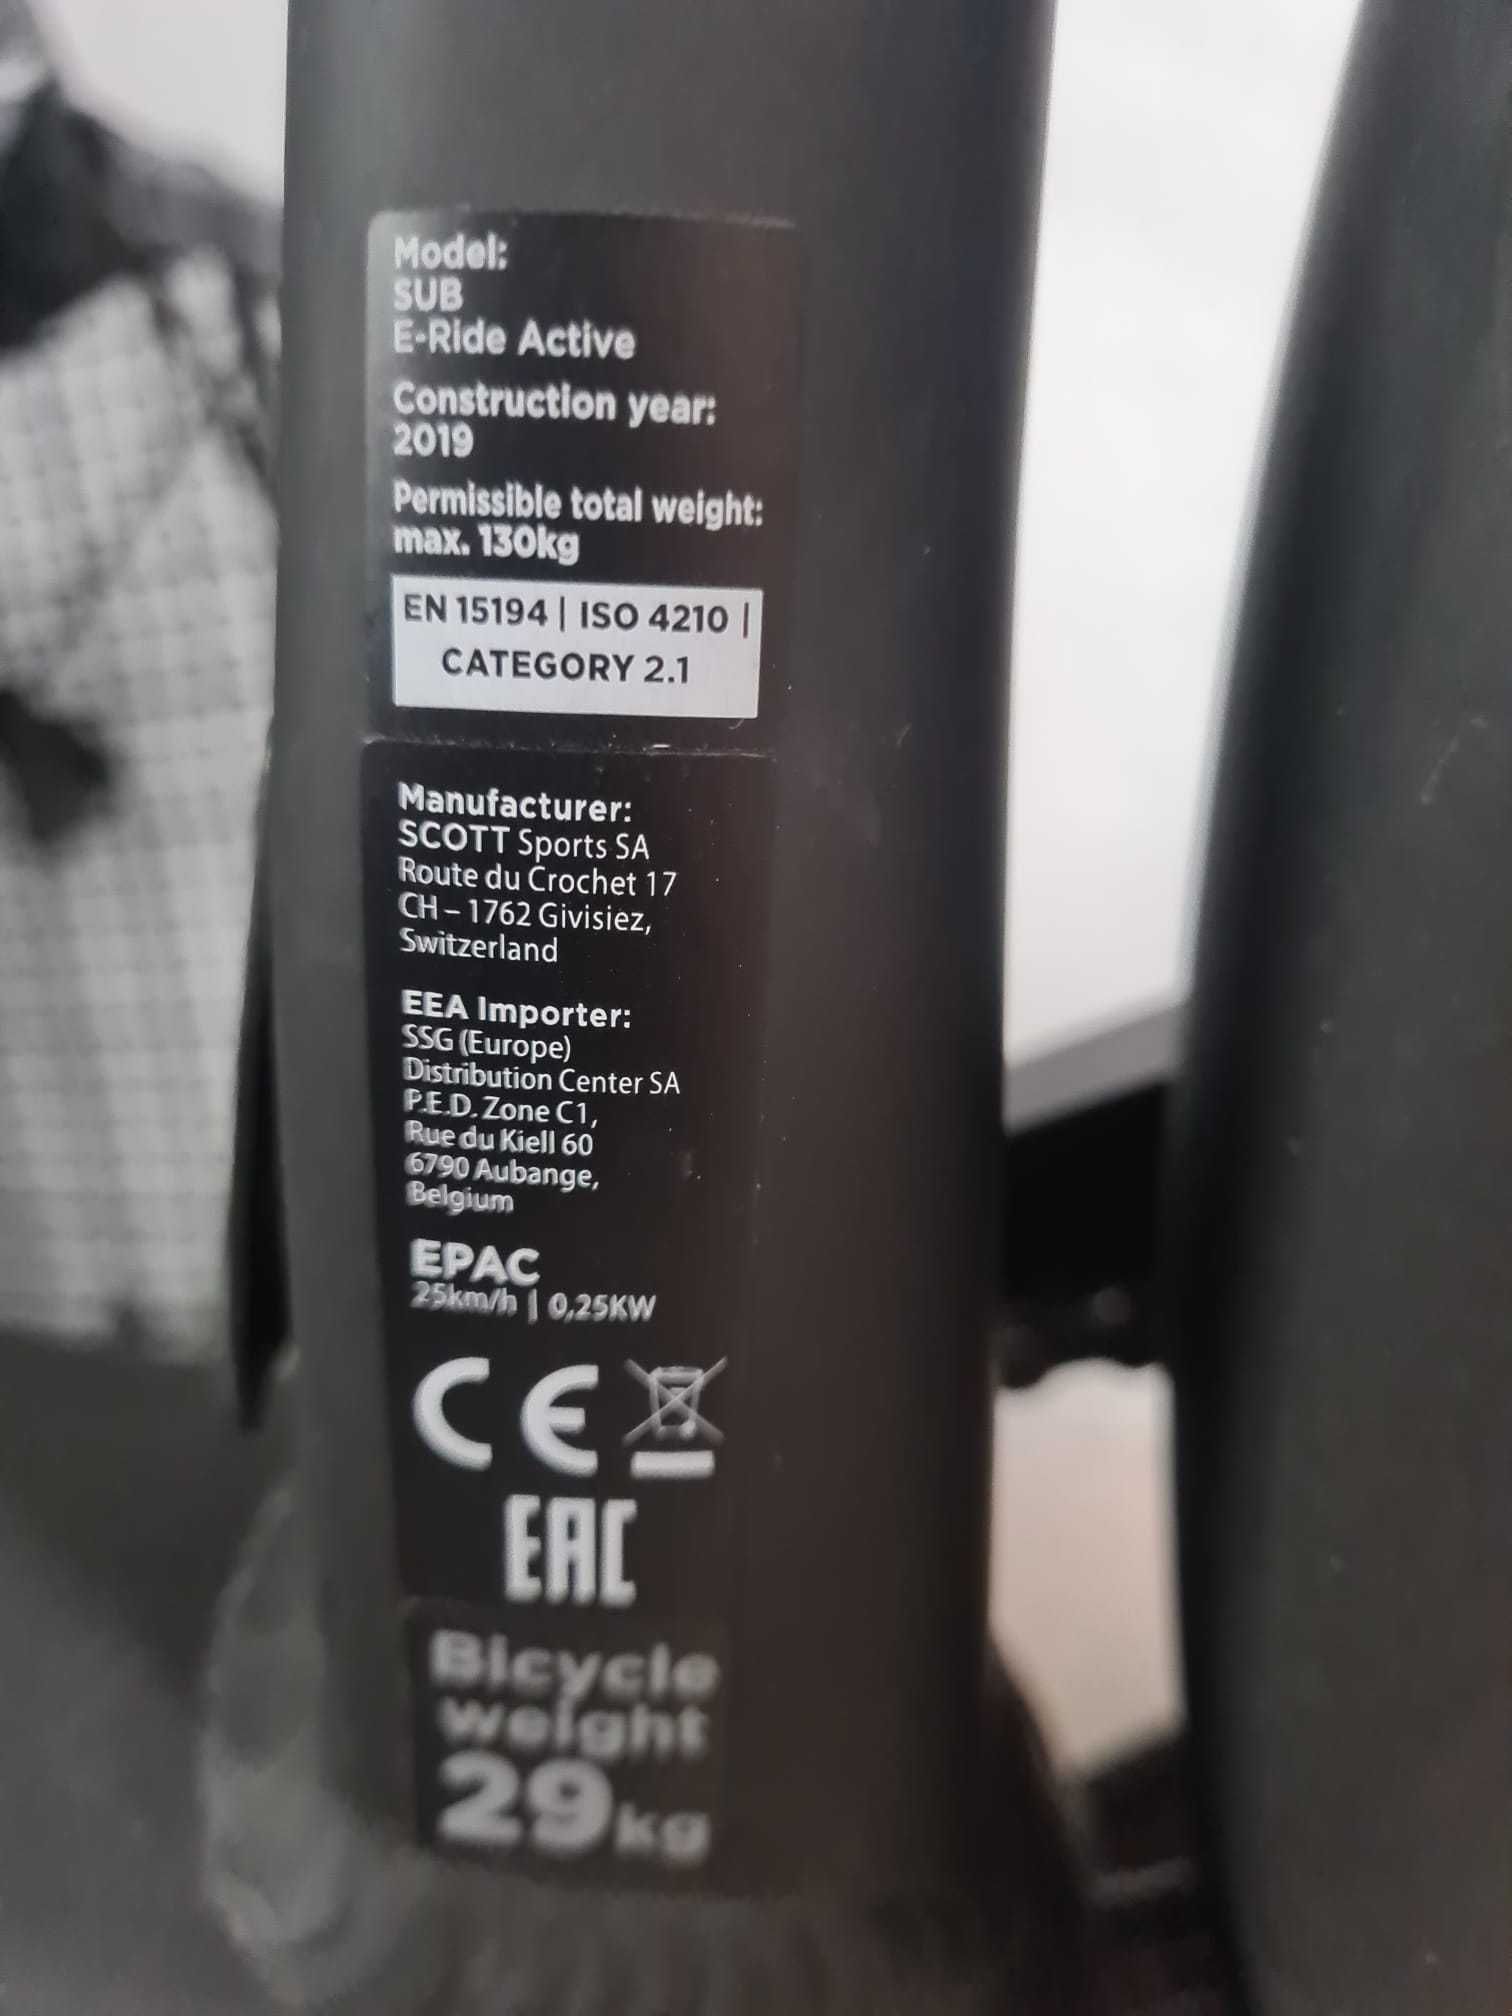 Model:
SUB
E-Ride Active
Construction year:
2019
Permissible total weight:
max. 130kg
EN 15194 | ISO 4210 |
CATEGORY 2.1
Manufacturer:
SCOTT Sports SA
Route du Crochet 17
CH – 1762 Givisiez,
Switzerland
EEA Importer:
SSG (Europe)
Distribution Center SA
P.E.D. Zone C1,
Rue du Kiell 60
6790 Aubange,
Belgium
EPAC
25km/h | 0,25KW
CE
EAC
Bicycle
weight
29kg